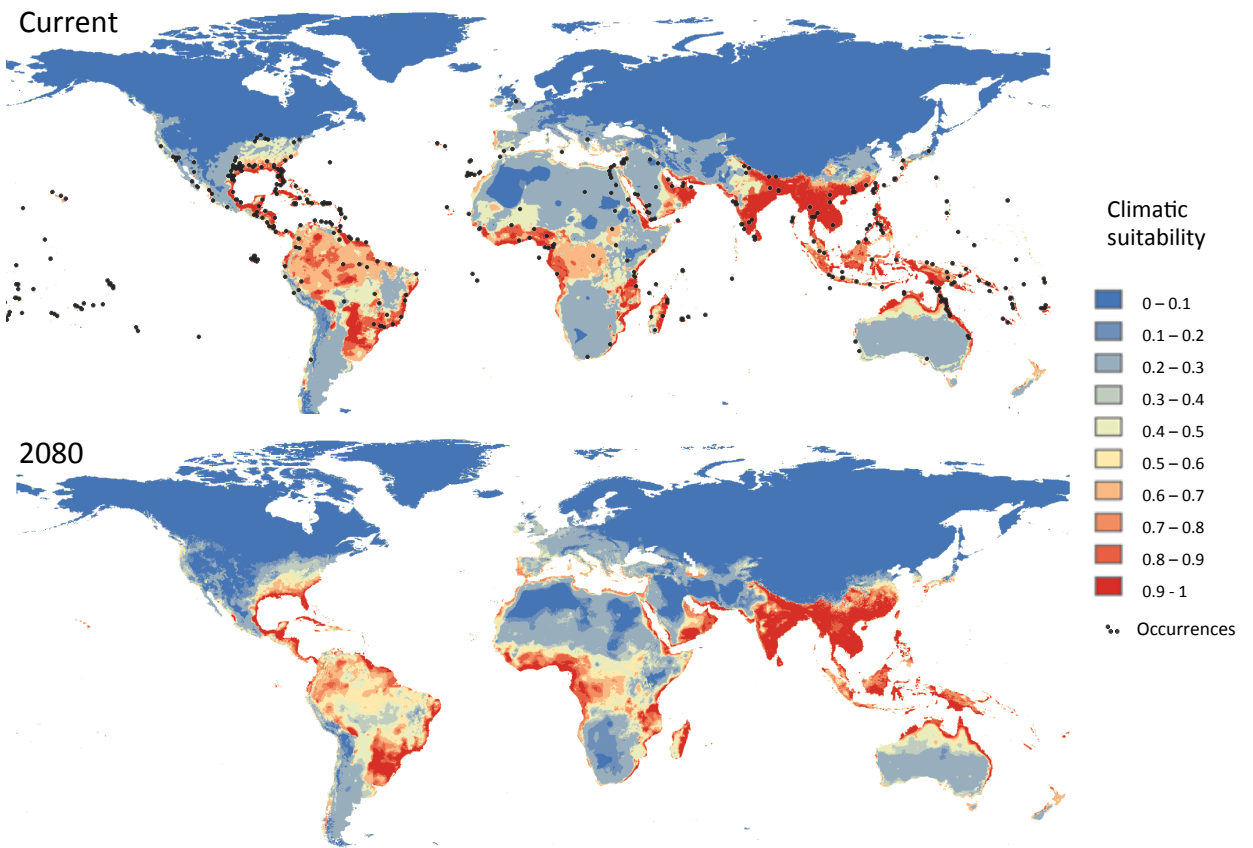 Current
2080
Climatic
suitability
0 – 0.1
0.1 – 0.2
0.2 – 0.3
0.3 – 0.4
0.4 – 0.5
0.5 – 0.6
0.6 – 0.7
0.7 – 0.8
0.8 – 0.9
0.9 - 1
Occurrences